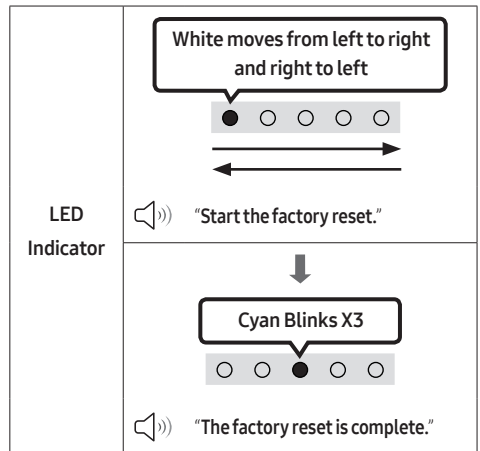 White moves from left to right
and right to left
LED
Indicator
"Start the factory reset."
Cyan Blinks X3
"The factory reset is complete."